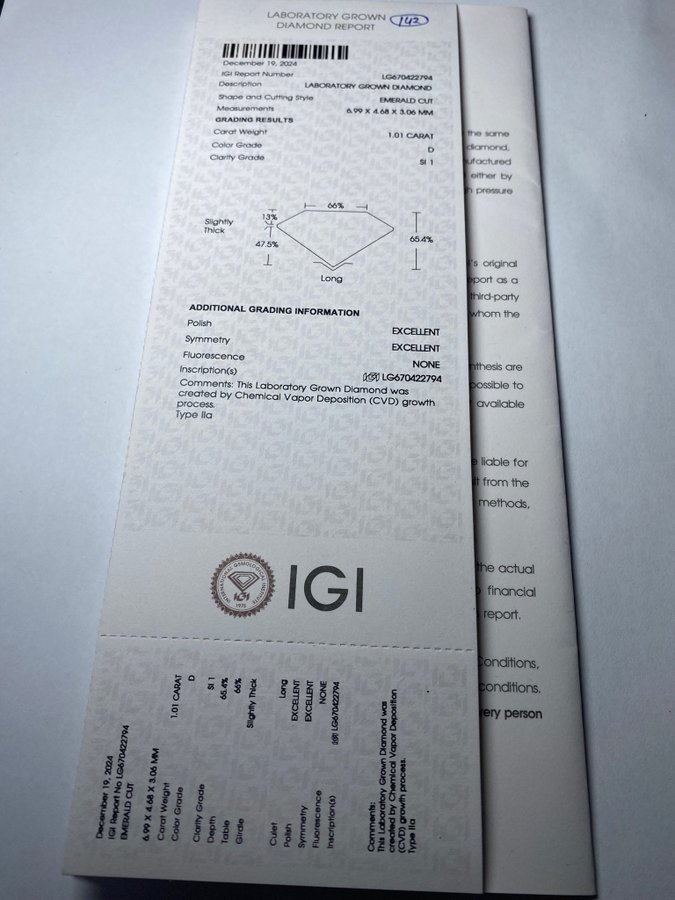 LABORATORY GROWN
DIAMOND REPORT
142
December 19, 2024
IGI Report Number LG670422794
Description LABORATORY GROWN DIAMOND
Shape and Cutting Style EMERALD CUT
Measurements 6.99 X 4.68 X 3.06 MM
GRADING RESULTS
Carat Weight 1.01 CARAT
Color Grade D
Clarity Grade SI 1
66%
13%
Slightly
Thick
47.5%
65.4%
Long
ADDITIONAL GRADING INFORMATION
Polish EXCELLENT
Symmetry EXCELLENT
Fluorescence NONE
Inscription(s) IGI LG670422794
Comments: This Laboratory Grown Diamond was
created by Chemical Vapor Deposition (CVD) growth
process.
Type IIa
INTERNATIONAL GEMOLOGICAL INSTITUTE
IGI
1975
IGI
December 19, 2024
IGI Report No LG670422794
EMERALD CUT
6.99 X 4.68 X 3.06 MM
Carat Weight 1.01 CARAT
Color Grade D
Clarity Grade SI 1
Depth 65.4%
Table 66%
Girdle Slightly Thick
Culet Long
Polish EXCELLENT
Symmetry EXCELLENT
Fluorescence NONE
Inscription(s) IGI LG670422794
Comments:
This Laboratory Grown Diamond was
created by Chemical Vapor Deposition
(CVD) growth process.
Type IIa
the same
diamond,
ufactured
either by
pressure
's original
port as a
third-party
whom the
nthesis are
possible to
available
liable for
from the
methods,
the actual
financial
report.
Conditions,
conditions.
very person